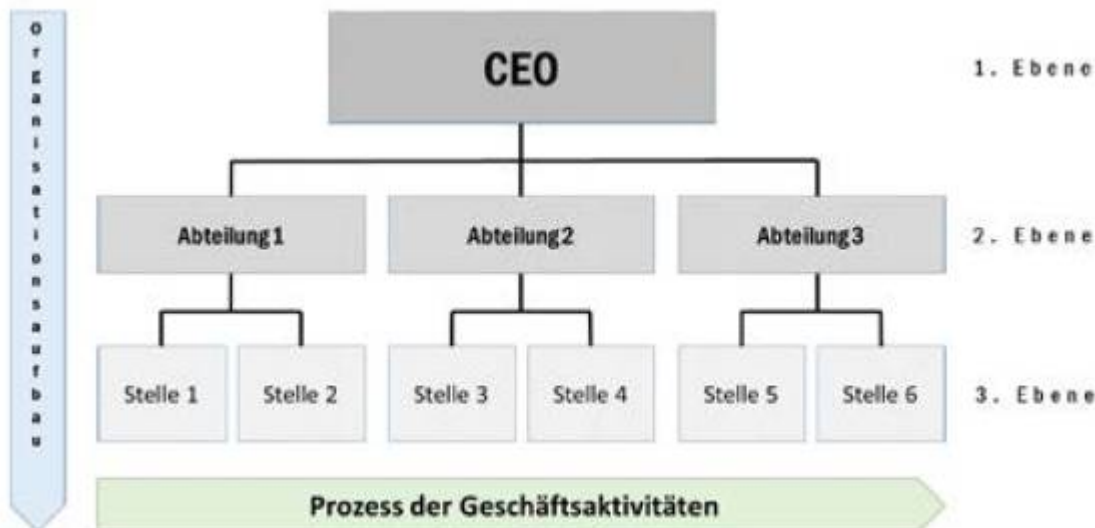 Organisationsaufbau
CEO
1. Ebene
Abteilung1
Abteilung2
Abteilung3
2. Ebene
Stelle 1
Stelle 2
Stelle 3
Stelle 4
Stelle 5
Stelle 6
3. Ebene
Prozess der Geschäftsaktivitäten